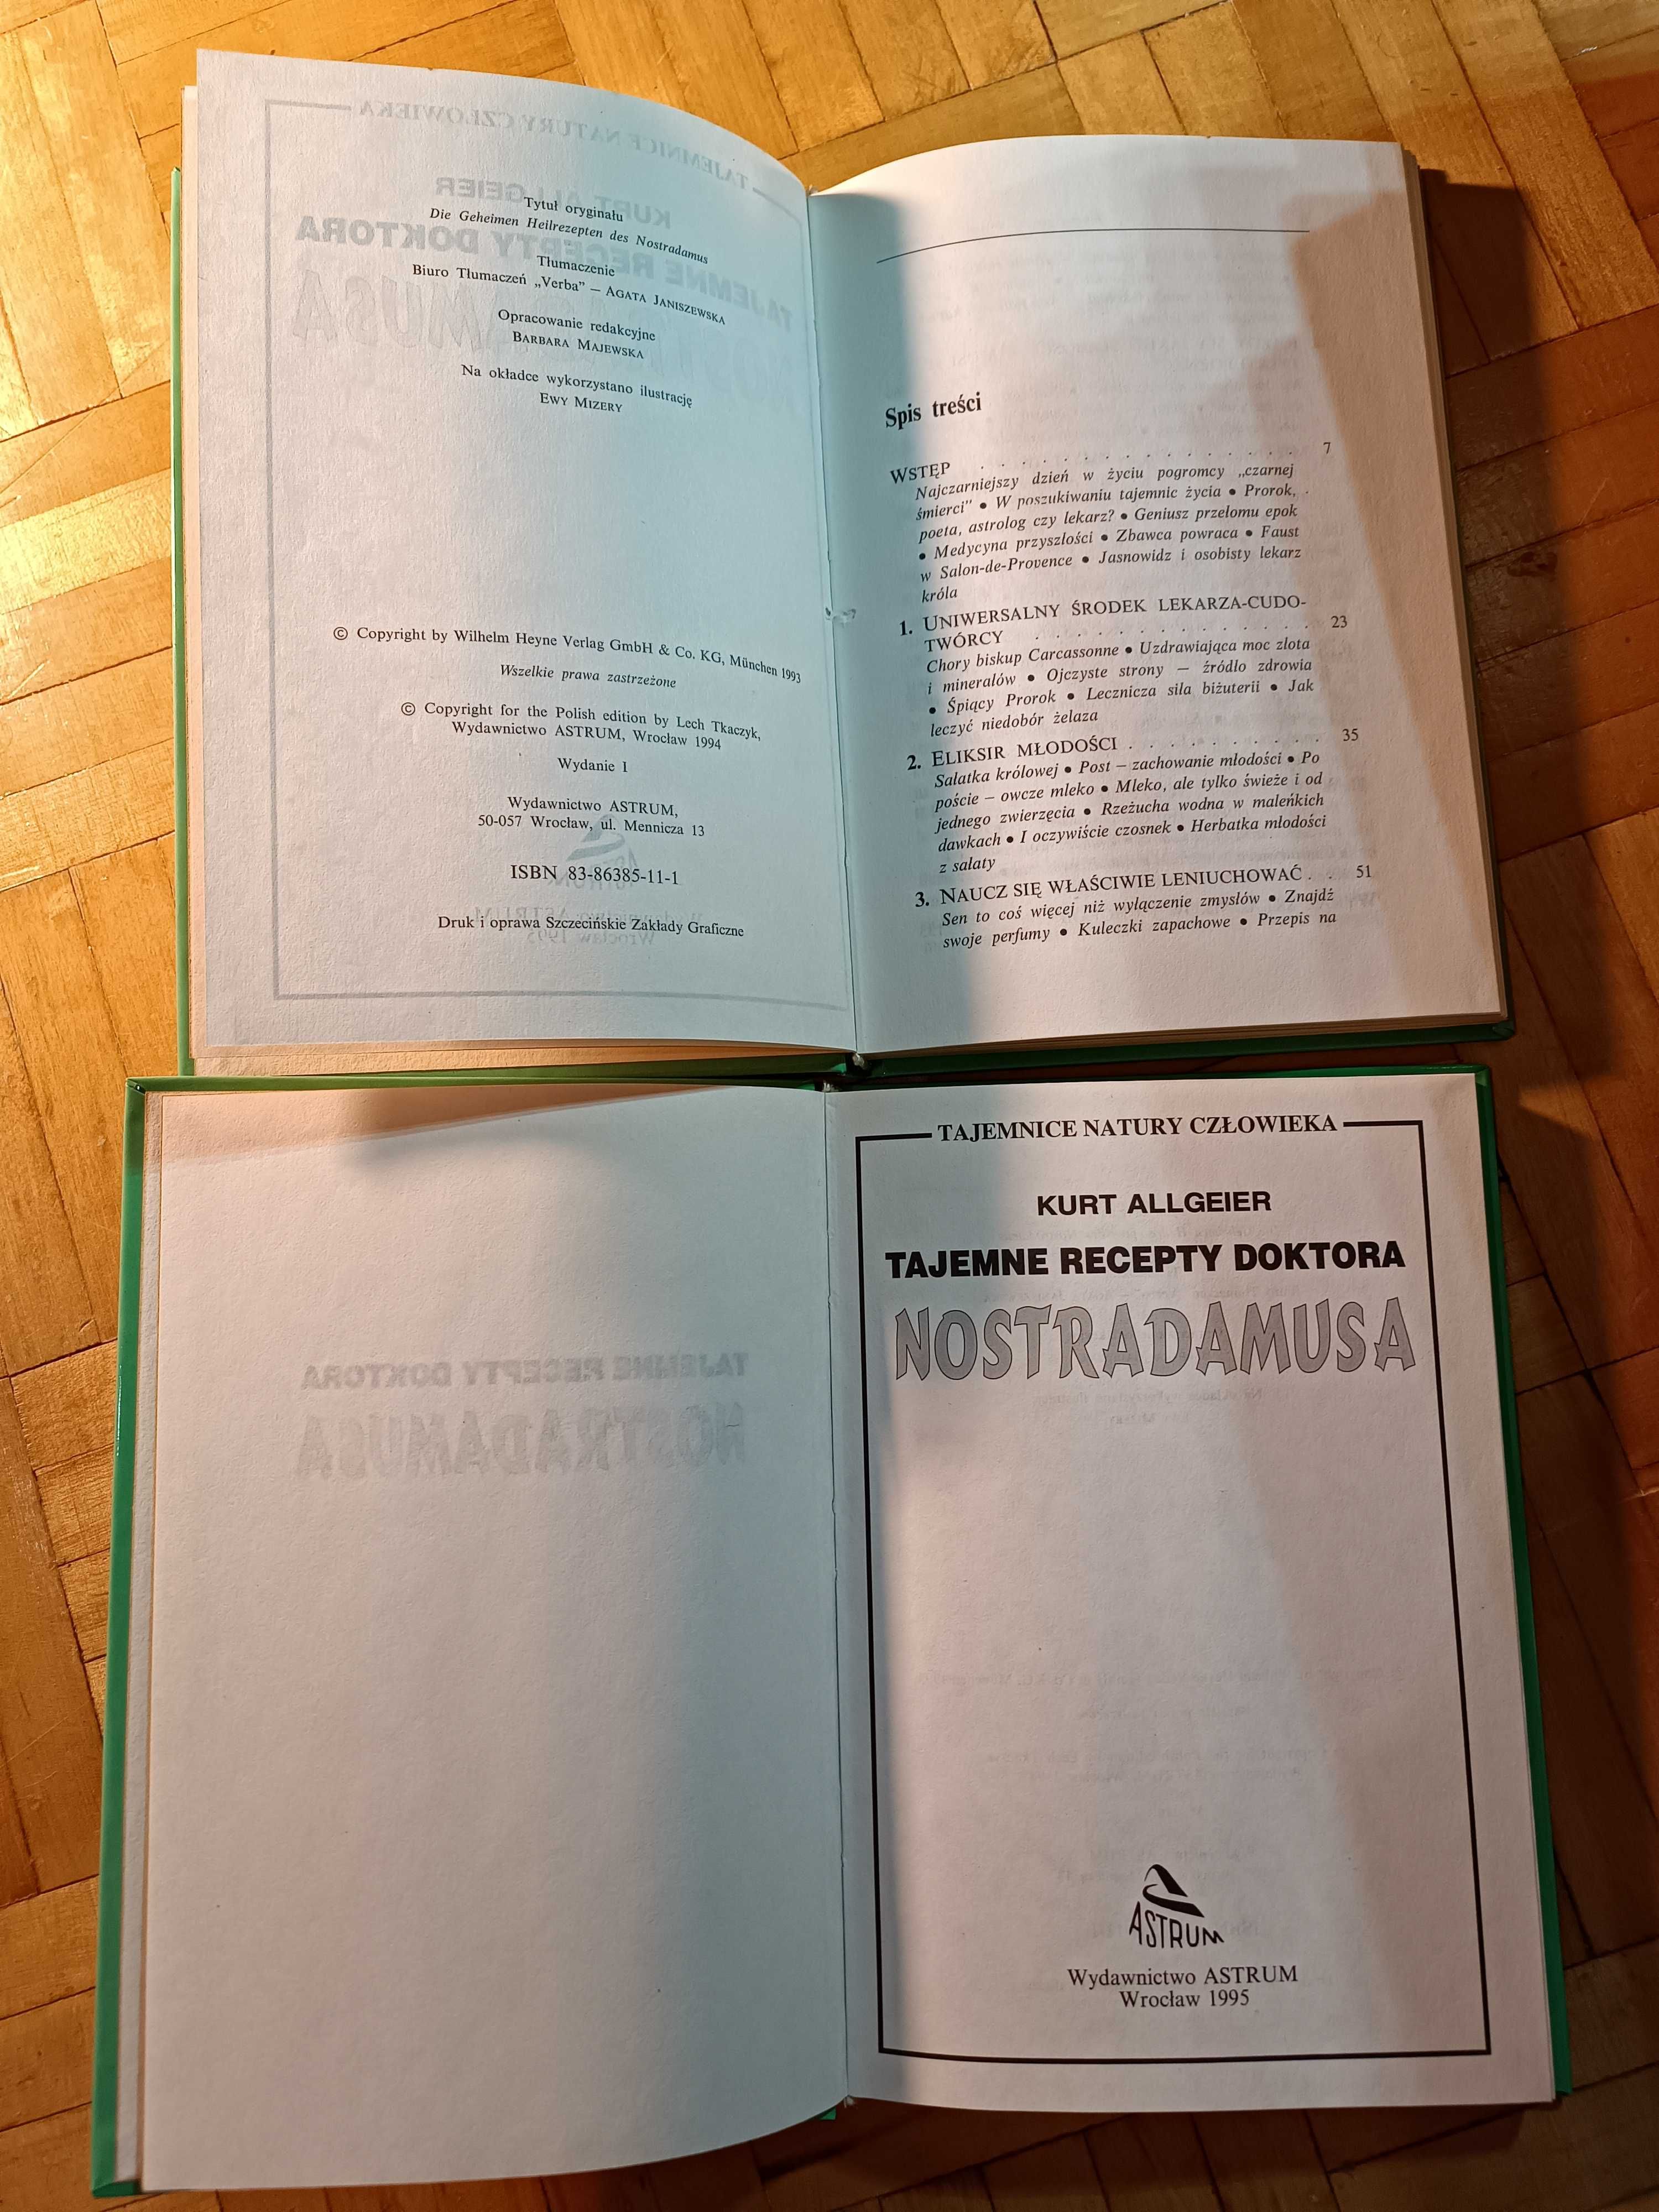 Tytuł oryginału
Die Geheimen Heilrezepten des Nostradamus
Tłumaczenie
Biuro Tłumaczeń „Verba” – AGATA JANISZEWSKA
Opracowanie redakcyjne
BARBARA MAJEWSKA
Na okładce wykorzystano ilustrację
EWY MIZERY
© Copyright by Wilhelm Heyne Verlag GmbH & Co. KG, München 1993
Wszelkie prawa zastrzeżone
© Copyright for the Polish edition by Lech Tkaczyk,
Wydawnictwo ASTRUM, Wrocław 1994
Wydanie I
Wydawnictwo ASTRUM,
50-057 Wrocław, ul. Mennicza 13
ISBN 83-86385-11-1
Druk i oprawa Szczecińskie Zakłady Graficzne
Spis treści
WSTĘP . . . . . . . . . . . . . . . . 7
Najczarniejszy dzień w życiu pogromcy „czarnej
śmierci” • W poszukiwaniu tajemnic życia • Prorok,
poeta, astrolog czy lekarz? • Geniusz przełomu epok
• Medycyna przyszłości • Zbawca powraca • Faust
w Salon-de-Provence • Jasnowidz i osobisty lekarz
króla
1. UNIWERSALNY ŚRODEK LEKARZA-CUDO-
TWÓRCY . . . . . . . . . . . . . 23
Chory biskup Carcassonne • Uzdrawiająca moc złota
i minerałów • Ojczyste strony — źródło zdrowia
• Śpiący Prorok • Lecznicza siła biżuterii • Jak
leczyć niedobór żelaza
2. ELIKSIR MŁODOŚCI . . . . . . . . . . 35
Sałatka królowej • Post – zachowanie młodości • Po
poście – owcze mleko • Mleko, ale tylko świeże i od
jednego zwierzęcia • Rzeżucha wodna w maleńkich
dawkach • I oczywiście czosnek • Herbatka młodości
z sałaty
3. NAUCZ SIĘ WŁAŚCIWIE LENIUCHOWAĆ . . 51
Sen to coś więcej niż wyłączenie zmysłów • Znajdź
swoje perfumy • Kuleczki zapachowe • Przepis na
TAJEMNICE NATURY CZŁOWIEKA
KURT ALLGEIER
TAJEMNE RECEPTY DOKTORA
NOSTRADAMUSA
ASTRUM
Wydawnictwo ASTRUM
Wrocław 1995